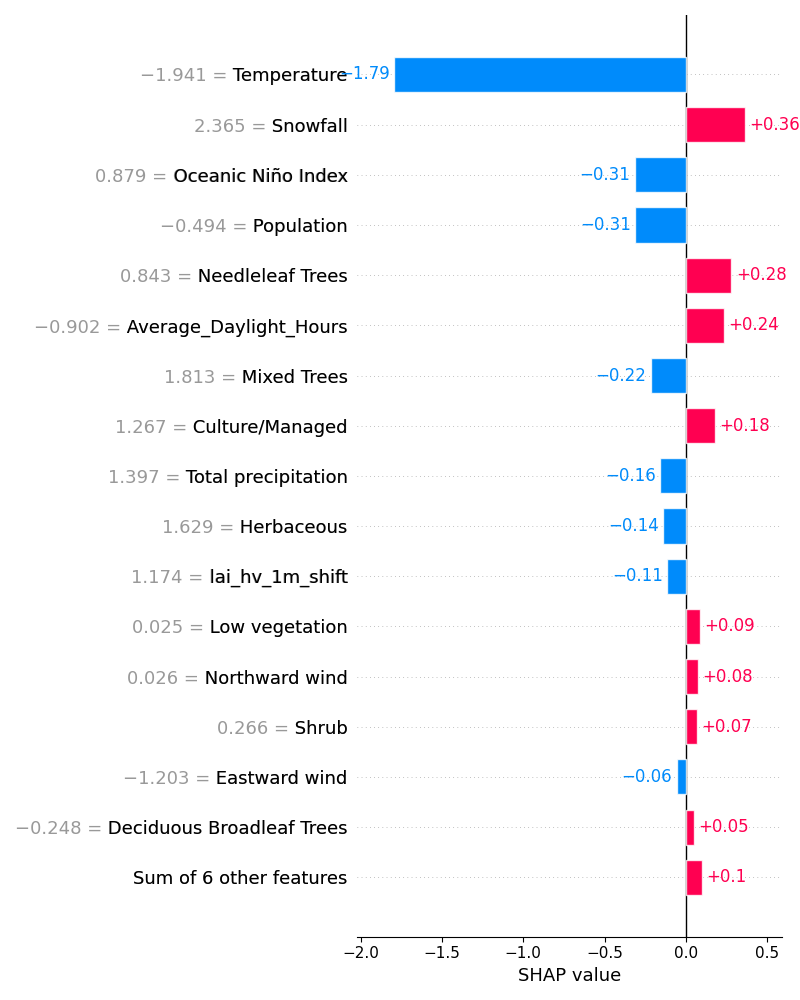 −1.941 = Temperature −1.79
2.365 = Snowfall +0.36
0.879 = Oceanic Niño Index −0.31
−0.494 = Population −0.31
0.843 = Needleleaf Trees +0.28
−0.902 = Average_Daylight_Hours +0.24
1.813 = Mixed Trees −0.22
1.267 = Culture/Managed +0.18
1.397 = Total precipitation −0.16
1.629 = Herbaceous −0.14
1.174 = lai_hv_1m_shift −0.11
0.025 = Low vegetation +0.09
0.026 = Northward wind +0.08
0.266 = Shrub +0.07
−1.203 = Eastward wind −0.06
−0.248 = Deciduous Broadleaf Trees +0.05
Sum of 6 other features +0.1
−2.0 −1.5 −1.0 −0.5 0.0 0.5
SHAP value